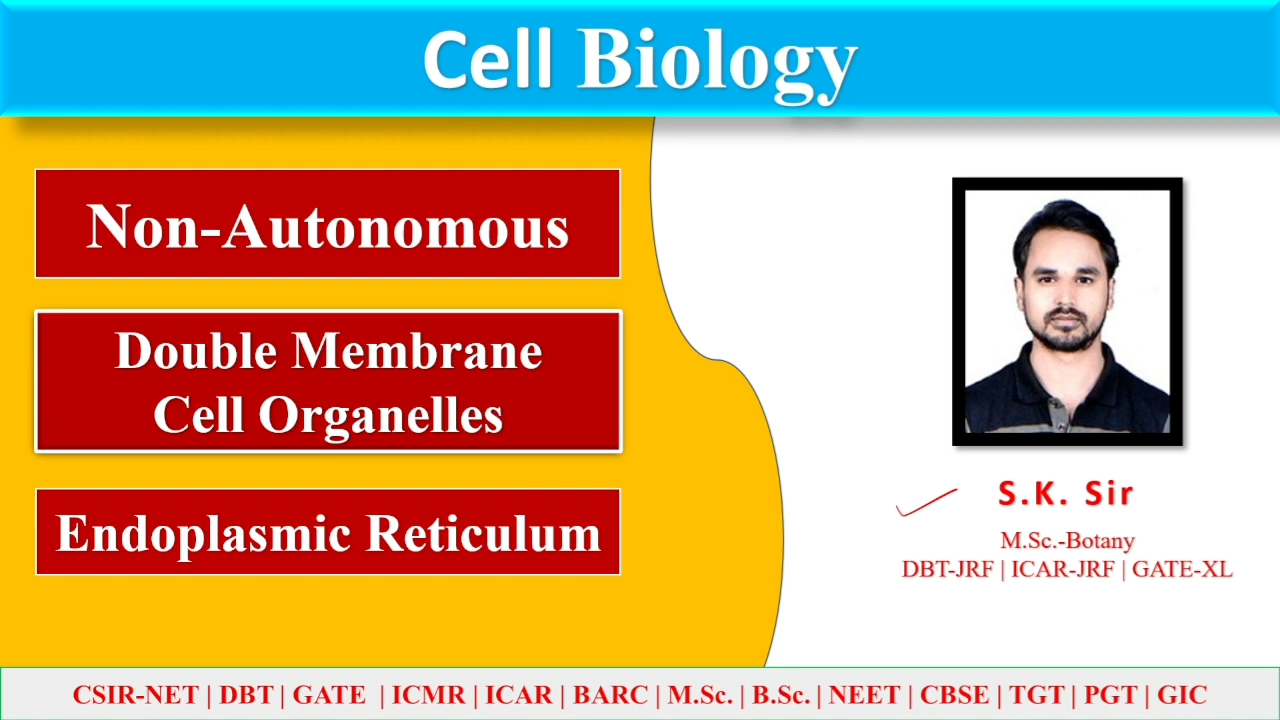 Cell Biology
Non-Autonomous
Double Membrane
Cell Organelles
Endoplasmic Reticulum
S.K. Sir
M.Sc.-Botany
DBT-JRF | ICAR-JRF | GATE-XL
CSIR-NET | DBT | GATE | ICMR | ICAR | BARC | M.Sc. | B.Sc. | NEET | CBSE | TGT | PGT | GIC